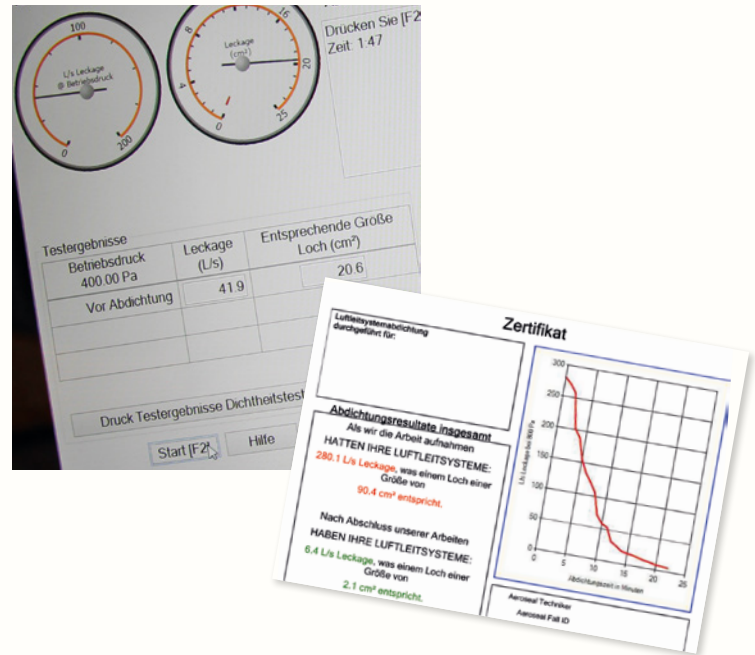 100
L/s Leckage
@ Betriebsdruck
0
200
16
8
Leckage
(cm²)
20
4
0
25
Drücken Sie [F2
Zeit: 1:47
Testergebnisse
Betriebsdruck
400.00 Pa
Leckage
(L/s)
Entsprechende Größe
Loch (cm²)
Vor Abdichtung
41.9
20.6
Druck Testergebnisse Dichtheitstest
Start [F2]
Hilfe
Zertifikat
Luftleitsystemabdichtung
durchgeführt für:
Abdichtungsresultate insgesamt
Als wir die Arbeit aufnahmen
HATTEN IHRE LUFTLEITSYSTEME:
280.1 L/s Leckage, was einem Loch einer
Größe von
90.4 cm² entspricht.
Nach Abschluss unserer Arbeiten
HABEN IHRE LUFTLEITSYSTEME:
6.4 L/s Leckage, was einem Loch einer
Größe von
2.1 cm² entspricht.
300
250
200
150
100
50
0
L/s Leckage bei
0
5
10
15
20
25
Abdichtungszeit in Minuten
Aeroseal Techniker
Aeroseal Fall ID